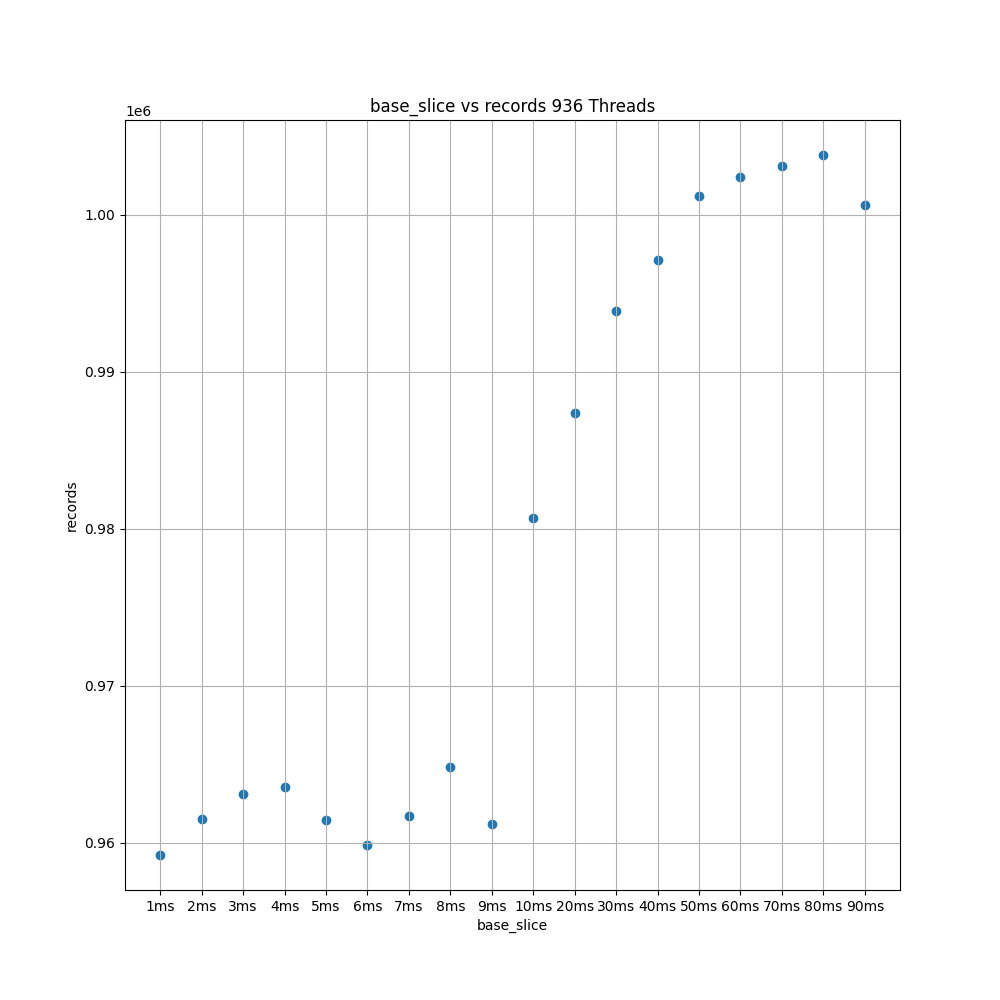 base_slice vs records 936 Threads
1e6
1.00
0.99
0.98
0.97
0.96
records
1ms 2ms 3ms 4ms 5ms 6ms 7ms 8ms 9ms 10ms 20ms 30ms 40ms 50ms 60ms 70ms 80ms 90ms
base_slice